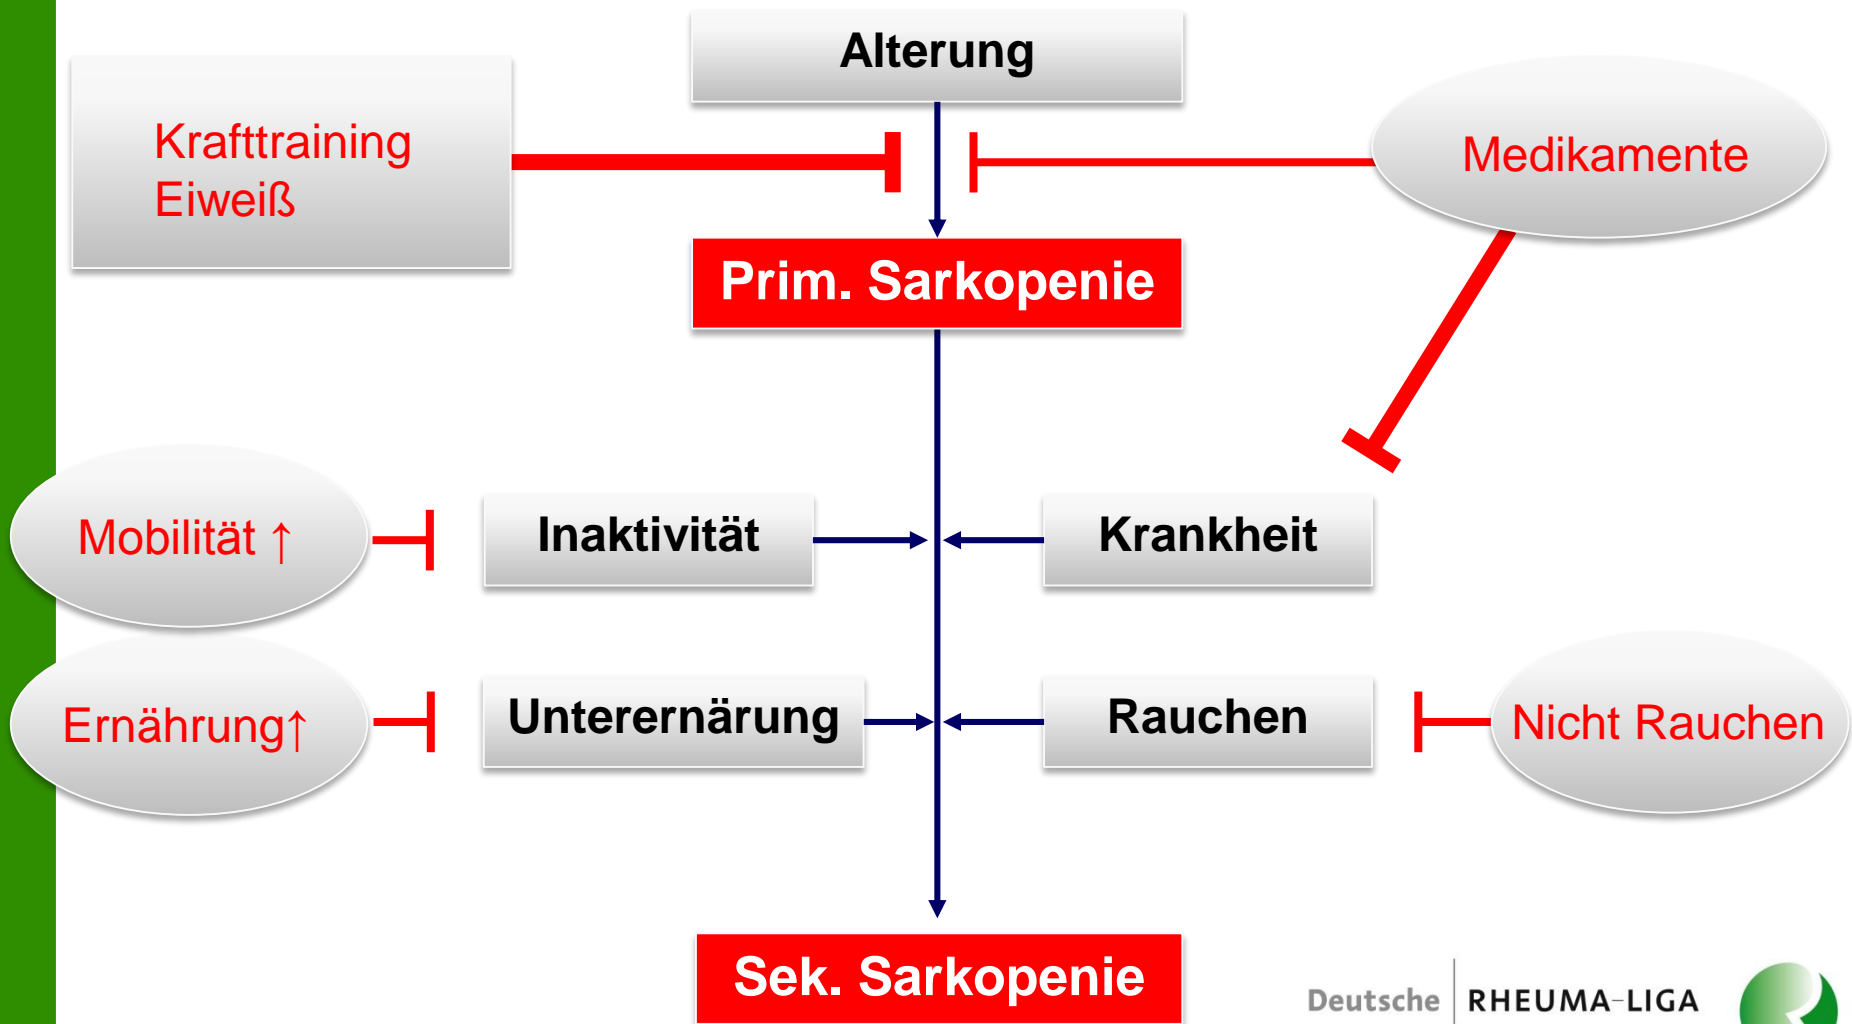 Alterung
Krafttraining
Eiweiß
Medikamente
Prim. Sarkopenie
Mobilität ↑
Inaktivität
Krankheit
Ernährung↑
Unterernärung
Rauchen
Nicht Rauchen
Sek. Sarkopenie
Deutsche RHEUMA-LIGA